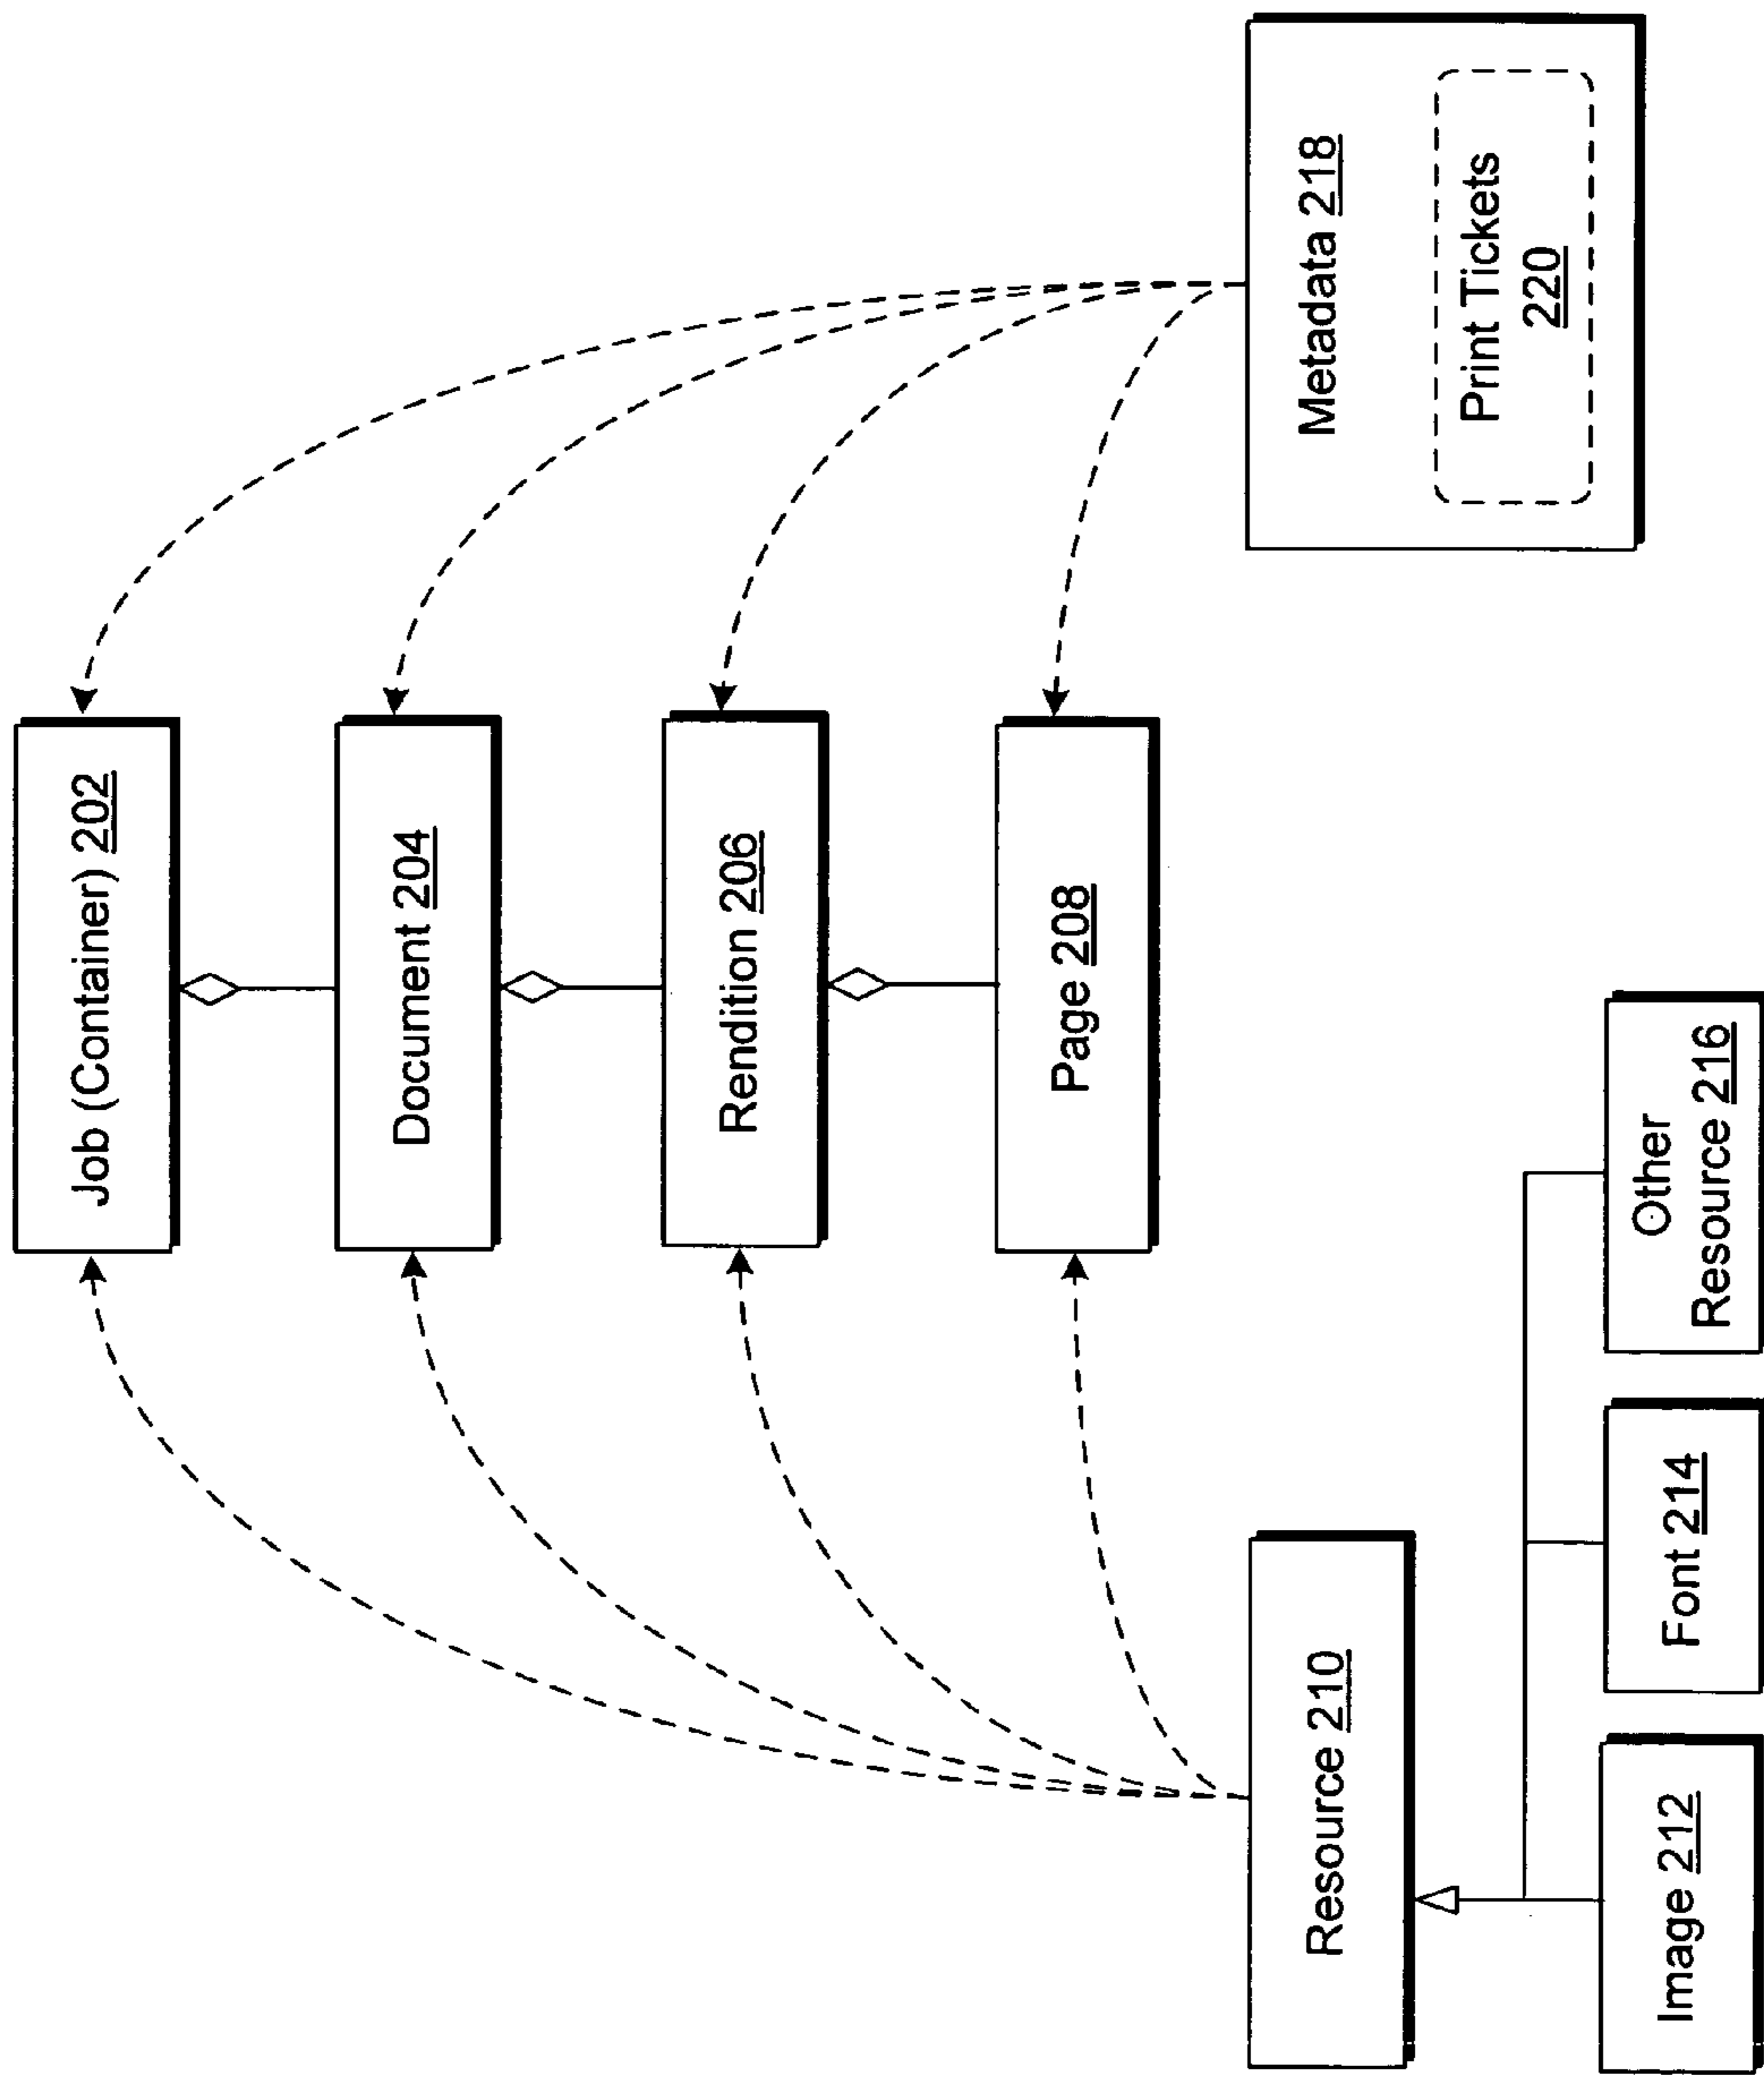 Job (Container) 202
Document 204
Rendition 206
Page 208
Resource 210
Image 212
Font 214
Other
Resource 216
Metadata 218
Print Tickets
220